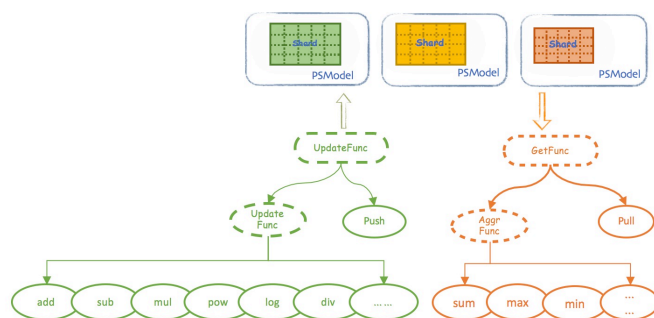 Shard
Shard
Shard
PSModel
PSModel
PSModel
UpdateFunc
GetFunc
Update
Func
Push
Aggr
Func
Pull
add
sub
mul
pow
log
div
... ...
sum
max
min
...
...